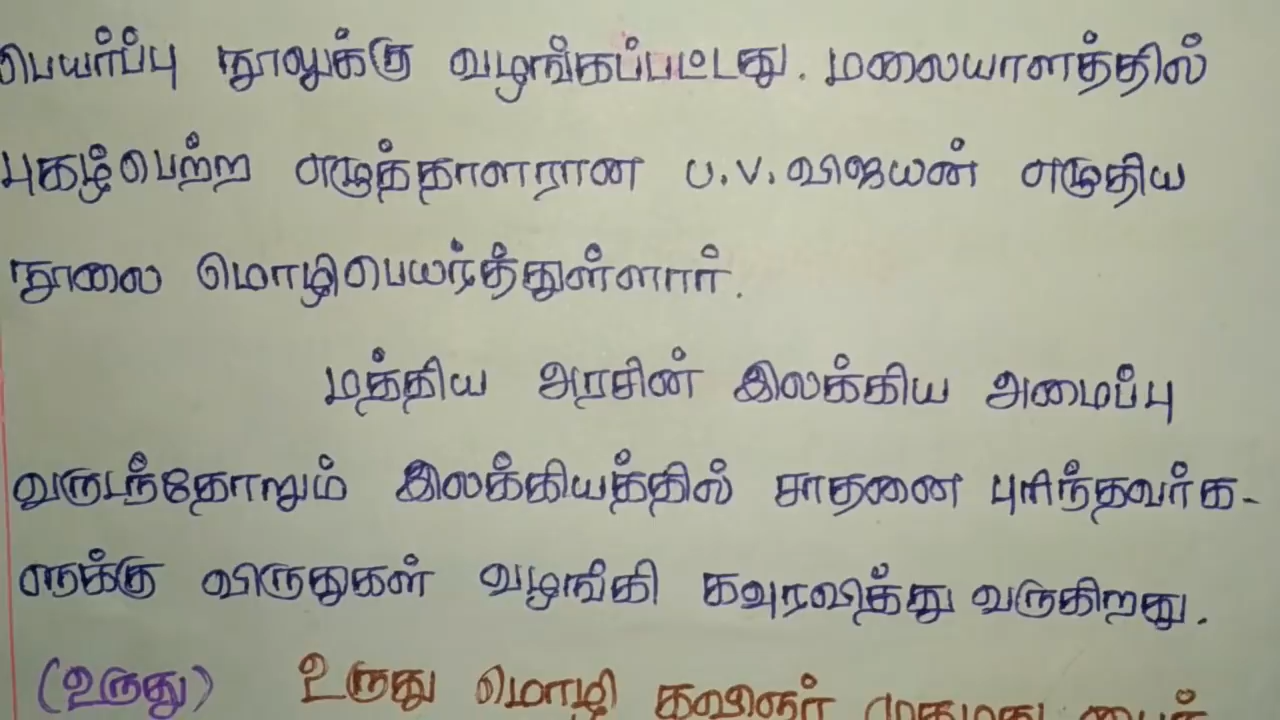 பெயர்ப்பு நூலுக்கு வழங்கப்பட்டது. மலையாளத்தில்
புகழ்பெற்ற எழுத்தாளரான ப.V.விஜயன் எழுதிய
நூலை மொழிபெயர்த்துள்ளார்.
மத்திய அரசின் இலக்கிய அமைப்பு
வருடந்தோறும் இலக்கியத்தில் சாதனை புரிந்தவர்க-
ளுக்கு விருதுகள் வழங்கி கவுரவித்து வருகிறது.
(உருது) உருது மொழி கவிஞர்